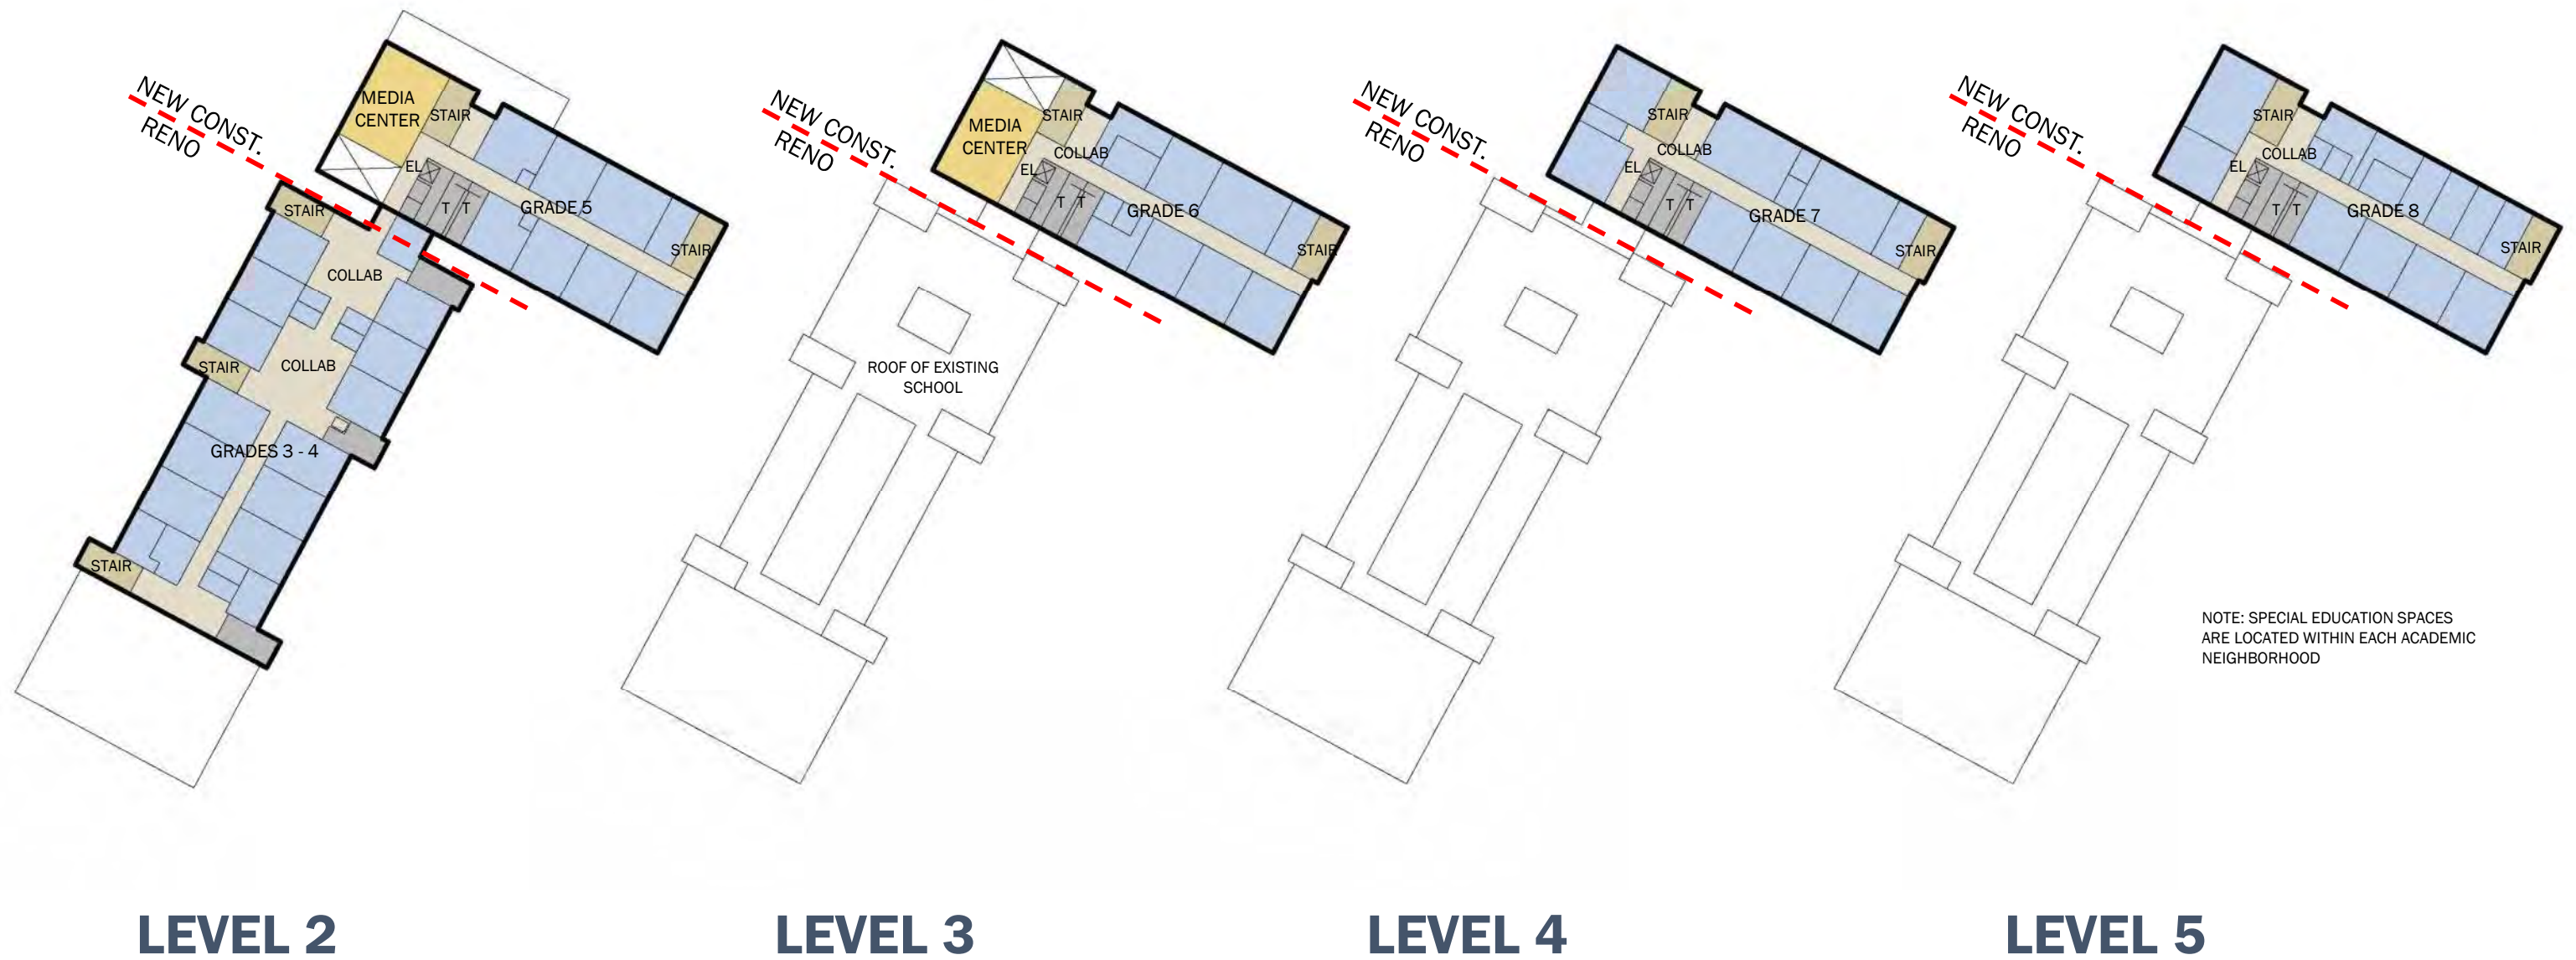 NEW CONST.
RENO
MEDIA
CENTER
STAIR
EL
T T
GRADE 5
STAIR
STAIR
COLLAB
STAIR
COLLAB
GRADES 3 - 4
STAIR
NEW CONST.
RENO
MEDIA
CENTER
STAIR
COLLAB
EL
T T
GRADE 6
STAIR
ROOF OF EXISTING
SCHOOL
NEW CONST.
RENO
STAIR
COLLAB
EL
T T
GRADE 7
STAIR
NEW CONST.
RENO
STAIR
COLLAB
EL
T T
GRADE 8
STAIR
NOTE: SPECIAL EDUCATION SPACES
ARE LOCATED WITHIN EACH ACADEMIC
NEIGHBORHOOD
LEVEL 2
LEVEL 3
LEVEL 4
LEVEL 5